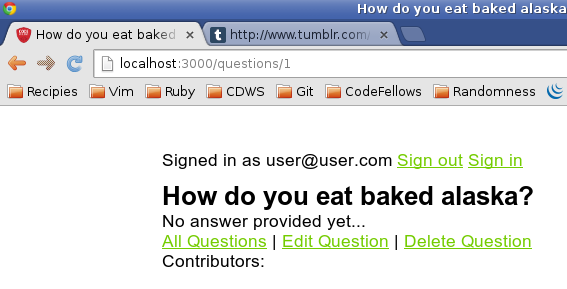 How do you eat baked alaska
How do you eat baked
http://www.tumblr.com/
localhost:3000/questions/1
Recipies Vim Ruby CDWS Git CodeFellows Randomness
Signed in as user@user.com Sign out Sign in
How do you eat baked alaska?
No answer provided yet...
All Questions | Edit Question | Delete Question
Contributors: